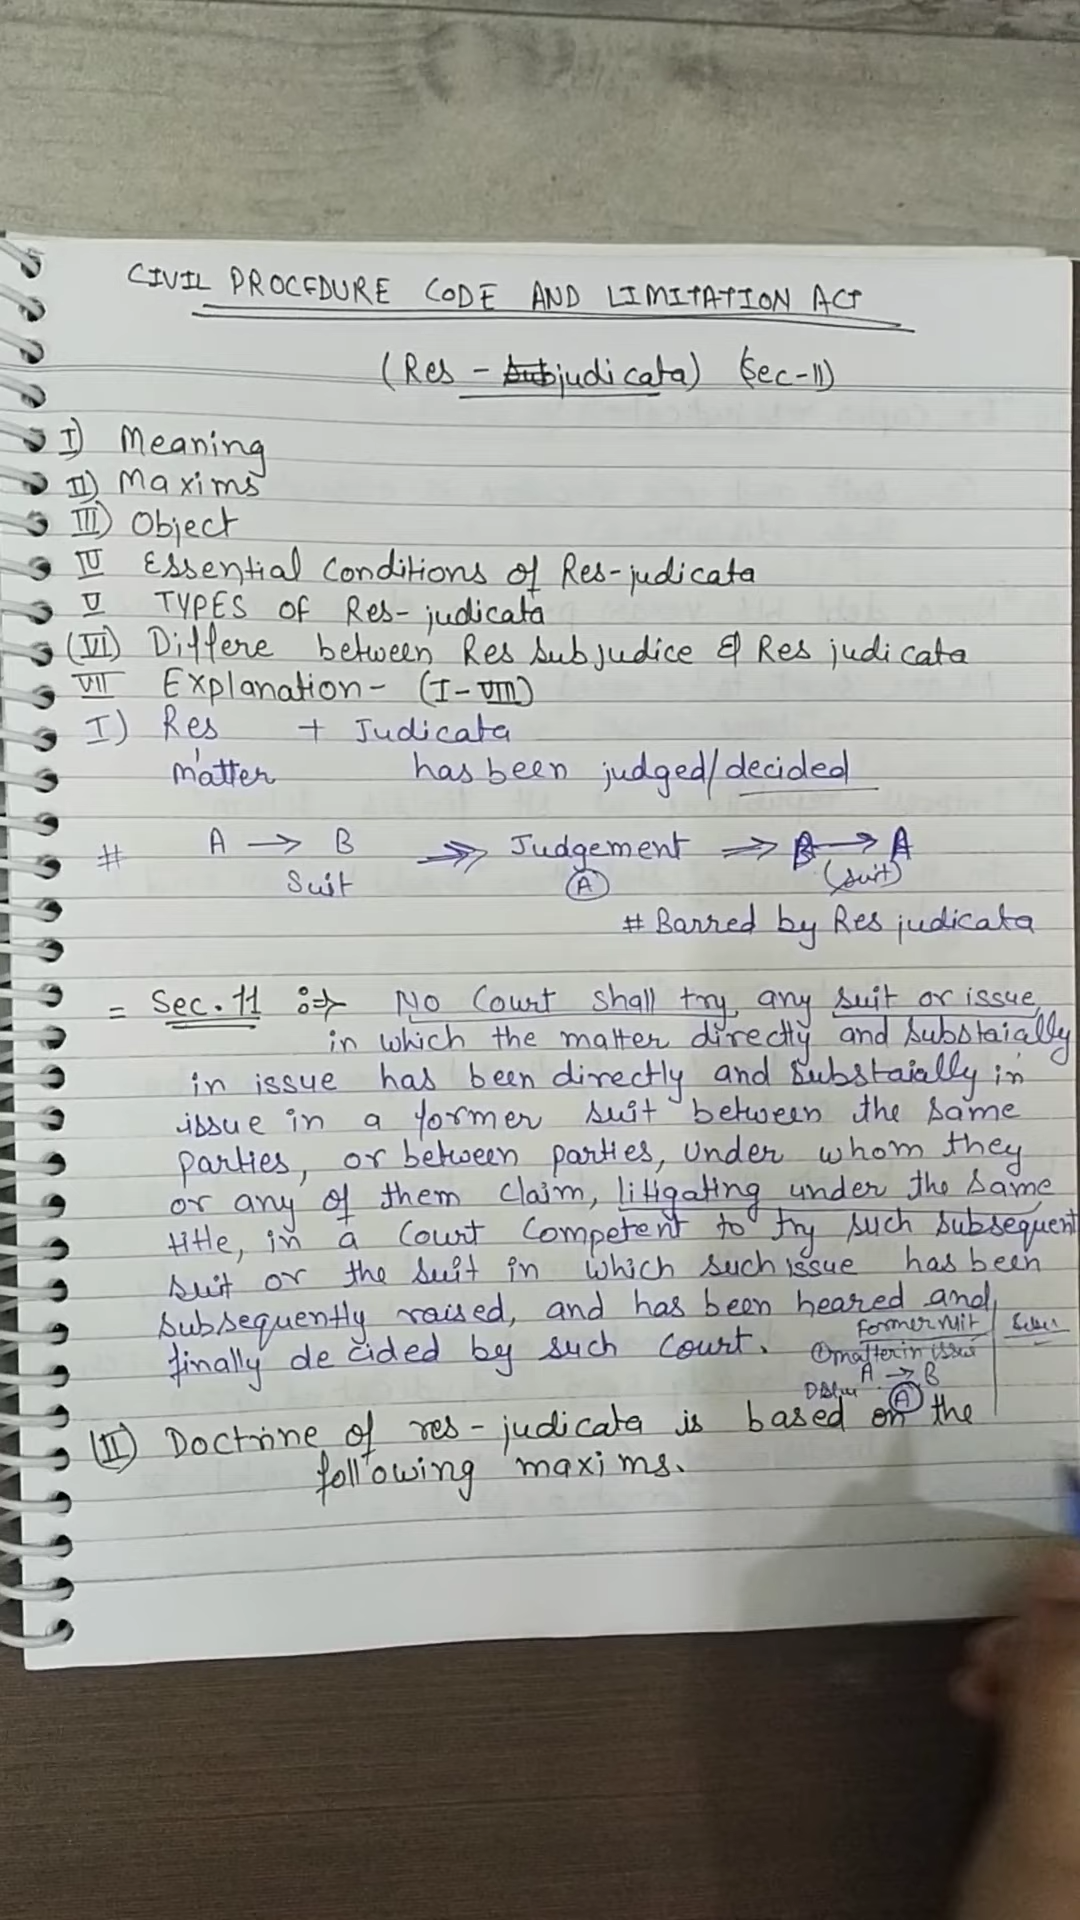 CIVIL PROCEDURE CODE AND LIMITATION ACT
(Res - judicata) (Sec-11)
I) Meaning
II) Maxims
III) Object
IV Essential Conditions of Res-judicata
V TYPES of Res-judicata
(VI) Differe between Res Subjudice & Res judicata
VII Explanation- (I-VIII)
I) Res + Judicata
matter has been judged/decided
# A → B ⇒ Judgement ⇒ B → A
Suit (A) (suit)
# Barred by Res judicata
= Sec. 11 :⇒ No Court shall try any suit or issue
in which the matter directly and substaially
in issue has been directly and substaially in
issue in a former suit between the same
parties, or between parties, under whom they
or any of them claim, litigating under the same
title, in a Court Competent to try such subsequent
suit or the suit in which such issue has been
subsequently raised, and has been heared and
finally decided by such Court.
former suit
① matter in issue
A → B
(A)
(II) Doctrine of res-judicata is based on the
following maxims.